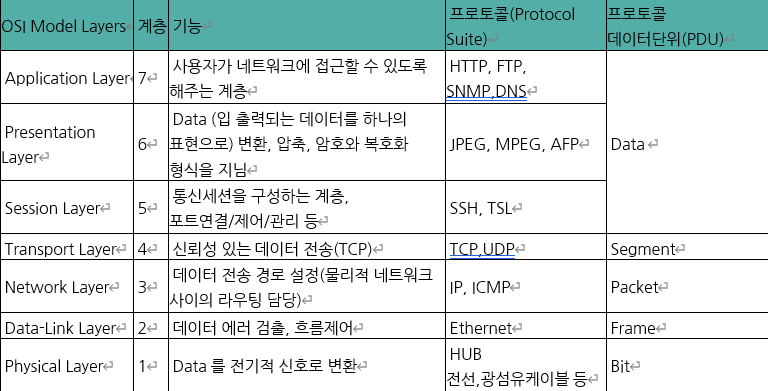 OSI Model Layers 계층 기능 프로토콜(Protocol Suite) 프로토콜 데이터단위(PDU)
Application Layer 7 사용자가 네트워크에 접근할 수 있도록
해주는 계층 HTTP, FTP,
SNMP,DNS
Presentation
Layer 6 Data (입 출력되는 데이터를 하나의
표현으로) 변환, 압축, 암호와 복호화
형식을 지님 JPEG, MPEG, AFP Data
Session Layer 5 통신세션을 구성하는 계층,
포트연결/제어/관리 등 SSH, TSL
Transport Layer 4 신뢰성 있는 데이터 전송(TCP) TCP,UDP Segment
Network Layer 3 데이터 전송 경로 설정(물리적 네트워크
사이의 라우팅 담당) IP, ICMP Packet
Data-Link Layer 2 데이터 에러 검출, 흐름제어 Ethernet Frame
Physical Layer 1 Data 를 전기적 신호로 변환 HUB
전선,광섬유케이블 등 Bit